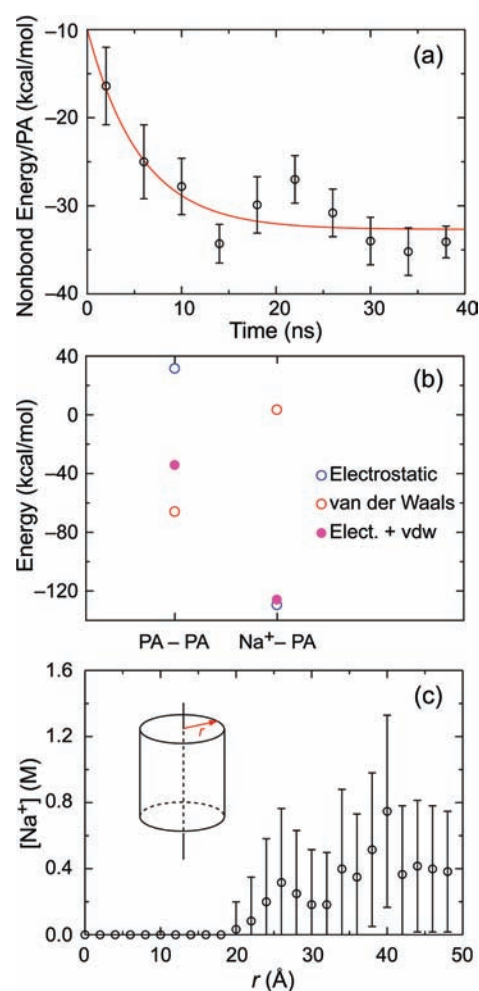 (a)
Nonbond Energy/PA (kcal/mol)
−10
−20
−30
−40
0 10 20 30 40
Time (ns)
(b)
Energy (kcal/mol)
40
0
−40
−80
−120
Electrostatic
van der Waals
Elect. + vdw
PA – PA Na⁺– PA
(c)
[Na⁺] (M)
1.6
1.2
0.8
0.4
0.0
r
0 10 20 30 40 50
r (Å)